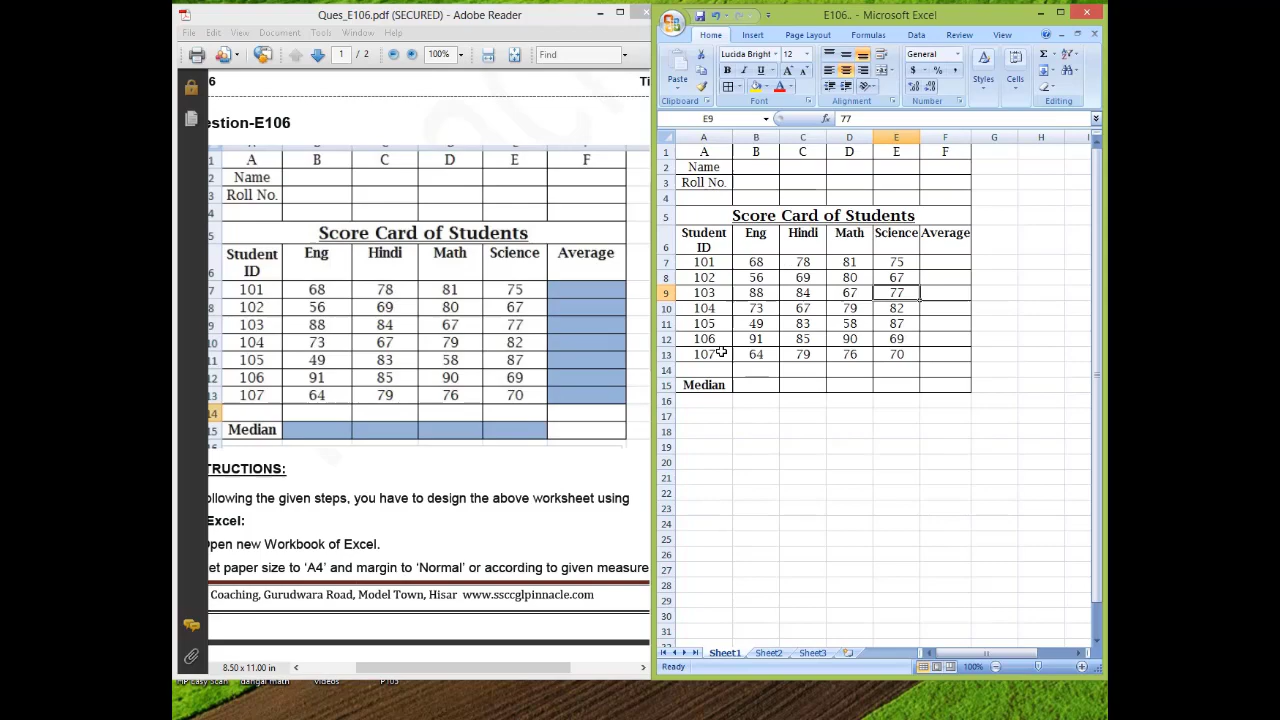 Ques_E106.pdf (SECURED) - Adobe Reader
File Edit View Document Tools Window Help
1 / 2 100% Find
6 Ti
estion-E106
1 A B C D E F
2 Name
3 Roll No.
4
5 Score Card of Students
6 Student ID Eng Hindi Math Science Average
7 101 68 78 81 75
8 102 56 69 80 67
9 103 88 84 67 77
10 104 73 67 79 82
11 105 49 83 58 87
12 106 91 85 90 69
13 107 64 79 76 70
14
15 Median
TRUCTIONS:
ollowing the given steps, you have to design the above worksheet using
Excel:
Open new Workbook of Excel.
et paper size to 'A4' and margin to 'Normal' or according to given measure
Coaching, Gurudwara Road, Model Town, Hisar www.ssccglpinnacle.com
8.50 x 11.00 in
MP Easy Scan dangal math Videos P103
E106.. - Microsoft Excel
Home Insert Page Layout Formulas Data Review View
Paste
Lucida Bright 12
General
Styles Cells
Clipboard Font Alignment Number Editing
E9 fx 77
A B C D E F G H I
1 A B C D E F
2 Name
3 Roll No.
4
5 Score Card of Students
6 Student ID Eng Hindi Math Science Average
7 101 68 78 81 75
8 102 56 69 80 67
9 103 88 84 67 77
10 104 73 67 79 82
11 105 49 83 58 87
12 106 91 85 90 69
13 107 64 79 76 70
14
15 Median
16
17
18
19
20
21
22
23
24
25
26
27
28
29
30
31
Sheet1 Sheet2 Sheet3
Ready 100%